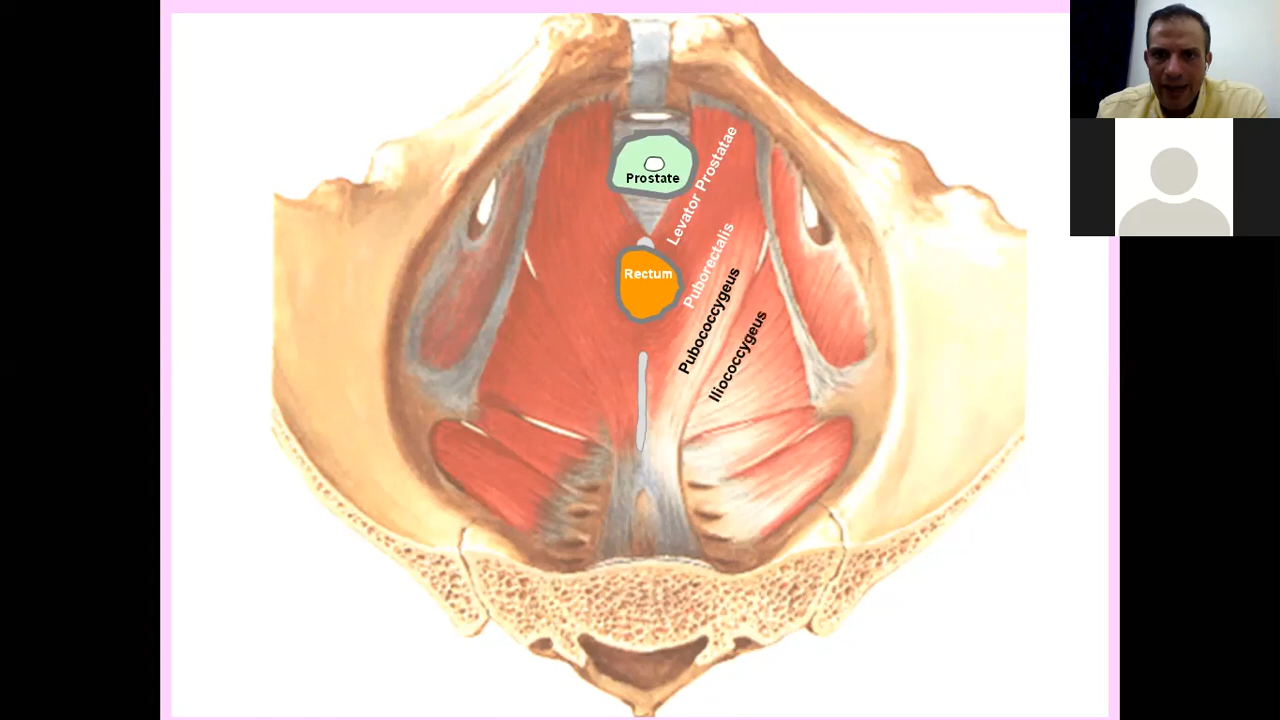 Prostate
Levator Prostatae
Rectum
Puborectalis
Pubococcygeus
Iliococcygeus